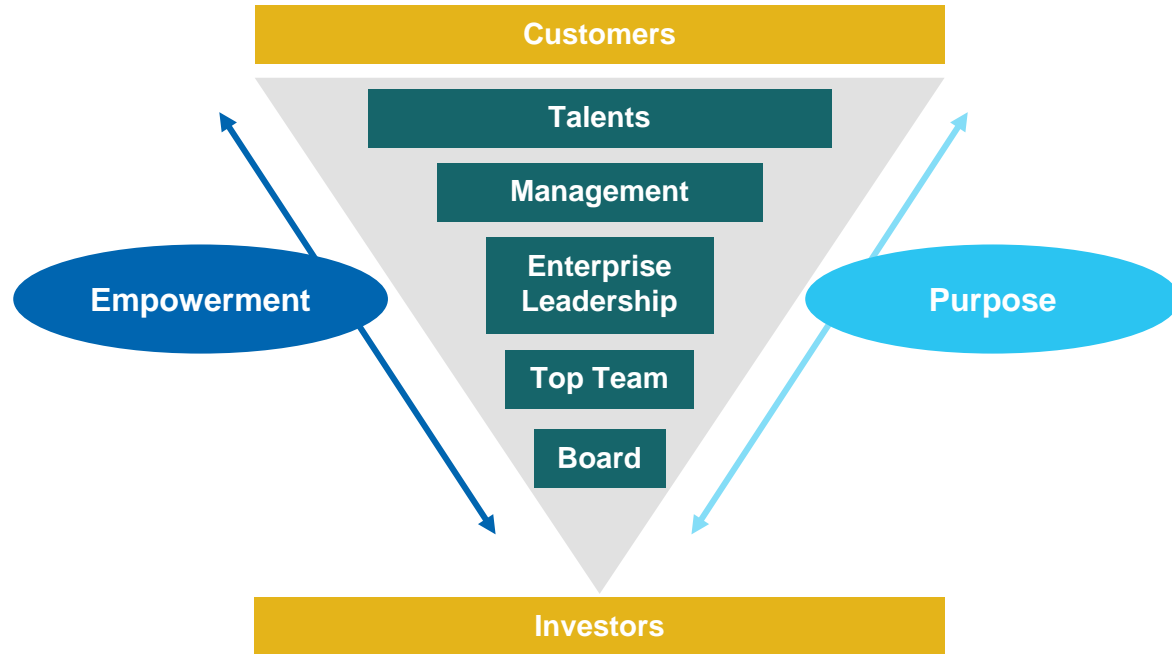 Customers
Talents
Management
Enterprise
Leadership
Empowerment
Purpose
Top Team
Board
Investors